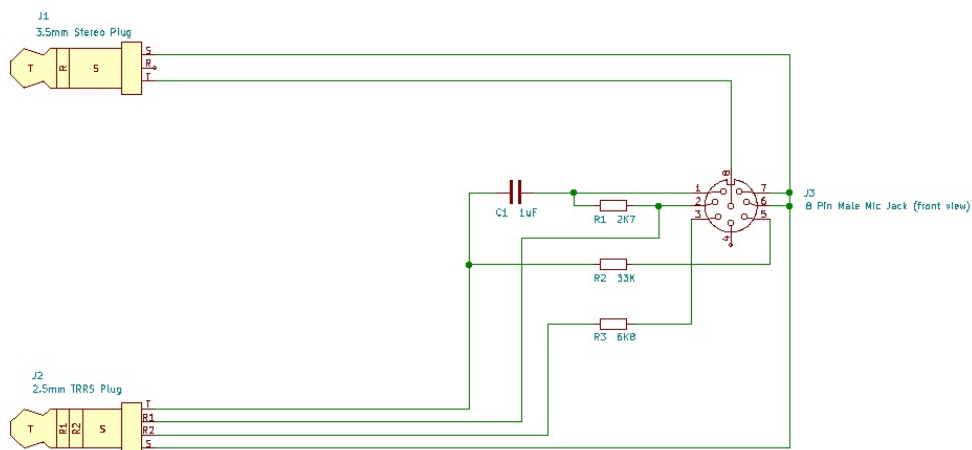 J1
3.5mm Stereo Plug
T R S
S
R
T
8
1
2
3
7
6
5
4
J3
8 Pin Male Mic Jack (front view)
C1 1uF
R1 2K7
R2 33K
R3 6K8
J2
2.5mm TRRS Plug
T R1 R2 S
T
R1
R2
S